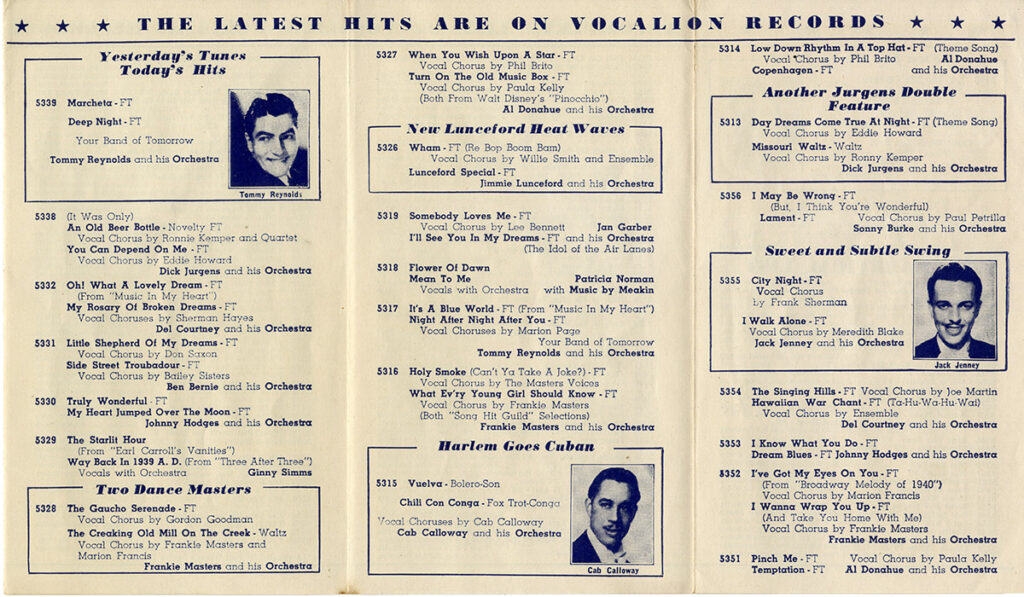 ★ ★ ★ THE LATEST HITS ARE ON VOCALION RECORDS ★ ★ ★
Yesterday's Tunes
Today's Hits
5339 Marcheta - FT
Deep Night - FT
Your Band of Tomorrow
Tommy Reynolds and his Orchestra
Tommy Reynolds
5338 (It Was Only)
An Old Beer Bottle - Novelty FT
Vocal Chorus by Ronnie Kemper and Quartet
You Can Depend On Me - FT
Vocal Chorus by Eddie Howard
Dick Jurgens and his Orchestra
5332 Oh! What A Lovely Dream - FT
(From "Music In My Heart")
My Rosary Of Broken Dreams - FT
Vocal Choruses by Sherman Hayes
Del Courtney and his Orchestra
5331 Little Shepherd Of My Dreams - FT
Vocal Chorus by Don Saxon
Side Street Troubadour - FT
Vocal Chorus by Bailey Sisters
Ben Bernie and his Orchestra
5330 Truly Wonderful - FT
My Heart Jumped Over The Moon - FT
Johnny Hodges and his Orchestra
5329 The Starlit Hour
(From "Earl Carroll's Vanities")
Way Back In 1939 A. D. (From "Three After Three")
Vocals with Orchestra Ginny Simms
Two Dance Masters
5328 The Gaucho Serenade - FT
Vocal Chorus by Gordon Goodman
The Creaking Old Mill On The Creek - Waltz
Vocal Chorus by Frankie Masters and
Marion Francis
Frankie Masters and his Orchestra
5327 When You Wish Upon A Star - FT
Vocal Chorus by Phil Brito
Turn On The Old Music Box - FT
Vocal Chorus by Paula Kelly
(Both From Walt Disney's "Pinocchio")
Al Donahue and his Orchestra
New Lunceford Heat Waves
5326 Wham - FT (Re Bop Boom Bam)
Vocal Chorus by Willie Smith and Ensemble
Lunceford Special - FT
Jimmie Lunceford and his Orchestra
5319 Somebody Loves Me - FT
Vocal Chorus by Lee Bennett Jan Garber
I'll See You In My Dreams - FT and his Orchestra
(The Idol of the Air Lanes)
5318 Flower Of Dawn
Mean To Me Patricia Norman
Vocals with Orchestra with Music by Meakin
5317 It's A Blue World - FT (From "Music In My Heart")
Night After Night After You - FT
Vocal Choruses by Marion Page
Your Band of Tomorrow
Tommy Reynolds and his Orchestra
5316 Holy Smoke (Can't Ya Take A Joke?) - FT
Vocal Chorus by The Masters Voices
What Ev'ry Young Girl Should Know - FT
Vocal Chorus by Frankie Masters
(Both "Song Hit Guild" Selections)
Frankie Masters and his Orchestra
Harlem Goes Cuban
5315 Vuelva - Bolero-Son
Chili Con Conga - Fox Trot-Conga
Vocal Choruses by Cab Calloway
Cab Calloway and his Orchestra
Cab Calloway
5314 Low Down Rhythm In A Top Hat - FT (Theme Song)
Vocal Chorus by Phil Brito Al Donahue
Copenhagen - FT and his Orchestra
Another Jurgens Double
Feature
5313 Day Dreams Come True At Night - FT (Theme Song)
Vocal Chorus by Eddie Howard
Missouri Waltz - Waltz
Vocal Chorus by Ronny Kemper
Dick Jurgens and his Orchestra
5356 I May Be Wrong - FT
(But, I Think You're Wonderful)
Lament - FT Vocal Chorus by Paul Petrilla
Sonny Burke and his Orchestra
Sweet and Subtle Swing
5355 City Night - FT
Vocal Chorus
by Frank Sherman
I Walk Alone - FT
Vocal Chorus by Meredith Blake
Jack Jenney and his Orchestra
Jack Jenney
5354 The Singing Hills - FT Vocal Chorus by Joe Martin
Hawaiian War Chant - FT (Ta-Hu-Wa-Hu-Wai)
Vocal Chorus by Ensemble
Del Courtney and his Orchestra
5353 I Know What You Do - FT
Dream Blues - FT Johnny Hodges and his Orchestra
5352 I've Got My Eyes On You - FT
(From "Broadway Melody of 1940")
Vocal Chorus by Marion Francis
I Wanna Wrap You Up - FT
(And Take You Home With Me)
Vocal Chorus by Frankie Masters
Frankie Masters and his Orchestra
5351 Pinch Me - FT Vocal Chorus by Paula Kelly
Temptation - FT Al Donahue and his Orchestra